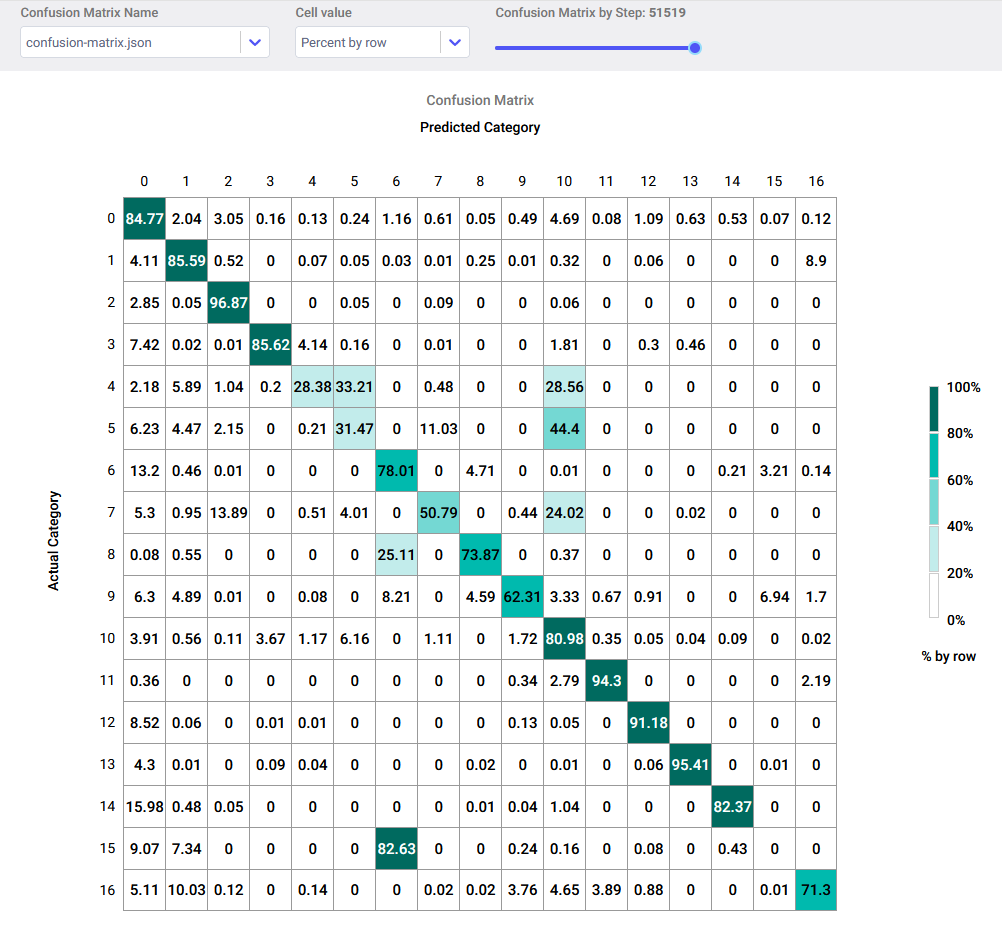 Confusion Matrix Name Cell value Confusion Matrix by Step: 51519
confusion-matrix.json Percent by row
Confusion Matrix
Predicted Category
0 1 2 3 4 5 6 7 8 9 10 11 12 13 14 15 16
0 84.77 2.04 3.05 0.16 0.13 0.24 1.16 0.61 0.05 0.49 4.69 0.08 1.09 0.63 0.53 0.07 0.12
1 4.11 85.59 0.52 0 0.07 0.05 0.03 0.01 0.25 0.01 0.32 0 0.06 0 0 0 8.9
2 2.85 0.05 96.87 0 0 0.05 0 0.09 0 0 0.06 0 0 0 0 0 0
3 7.42 0.02 0.01 85.62 4.14 0.16 0 0.01 0 0 1.81 0 0.3 0.46 0 0 0
4 2.18 5.89 1.04 0.2 28.38 33.21 0 0.48 0 0 28.56 0 0 0 0 0 0
5 6.23 4.47 2.15 0 0.21 31.47 0 11.03 0 0 44.4 0 0 0 0 0 0
6 13.2 0.46 0.01 0 0 0 78.01 0 4.71 0 0.01 0 0 0 0.21 3.21 0.14
7 5.3 0.95 13.89 0 0.51 4.01 0 50.79 0 0.44 24.02 0 0 0.02 0 0 0
8 0.08 0.55 0 0 0 0 25.11 0 73.87 0 0.37 0 0 0 0 0 0
9 6.3 4.89 0.01 0 0.08 0 8.21 0 4.59 62.31 3.33 0.67 0.91 0 0 6.94 1.7
10 3.91 0.56 0.11 3.67 1.17 6.16 0 1.11 0 1.72 80.98 0.35 0.05 0.04 0.09 0 0.02
11 0.36 0 0 0 0 0 0 0 0 0.34 2.79 94.3 0 0 0 0 2.19
12 8.52 0.06 0 0.01 0.01 0 0 0 0 0.13 0.05 0 91.18 0 0 0 0
13 4.3 0.01 0 0.09 0.04 0 0 0 0.02 0 0.01 0 0.06 95.41 0 0.01 0
14 15.98 0.48 0.05 0 0 0 0 0 0.01 0.04 1.04 0 0 0 82.37 0 0
15 9.07 7.34 0 0 0 0 82.63 0 0 0.24 0.16 0 0.08 0 0.43 0 0
16 5.11 10.03 0.12 0 0.14 0 0 0.02 0.02 3.76 4.65 3.89 0.88 0 0 0.01 71.3
Actual Category
100%
80%
60%
40%
20%
0%
% by row